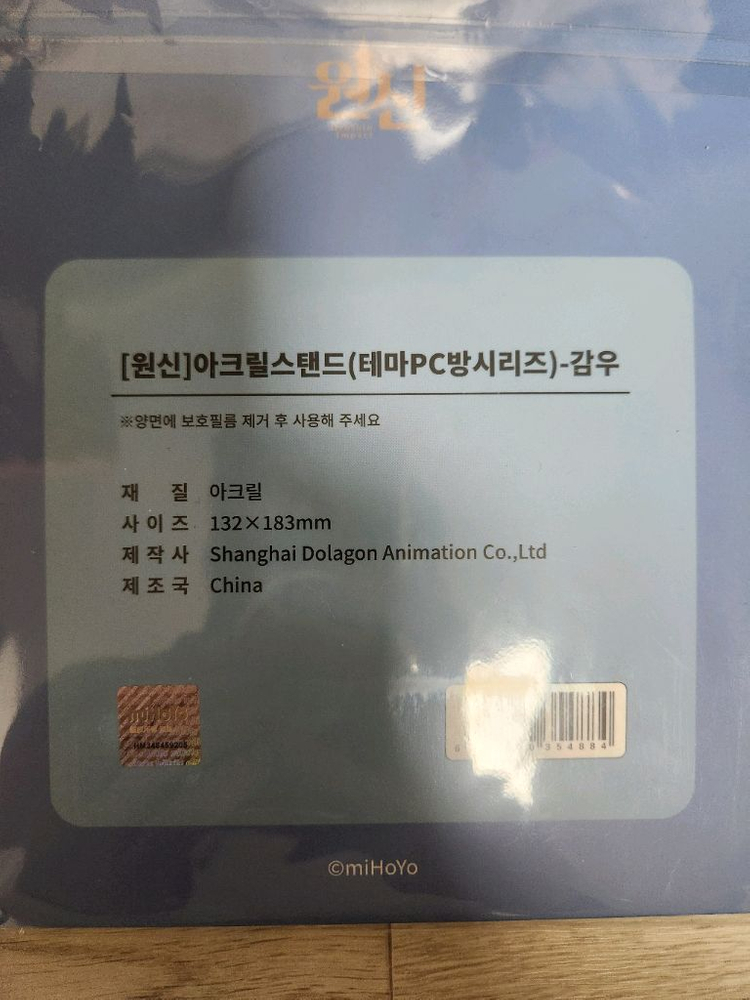 원신
[원신]아크릴스탠드(테마PC방시리즈)-감우
※양면에 보호필름 제거 후 사용해 주세요
재 질 아크릴
사이즈 132×183mm
제작사 Shanghai Dolagon Animation Co.,Ltd
제조국 China
miHoYo
©miHoYo